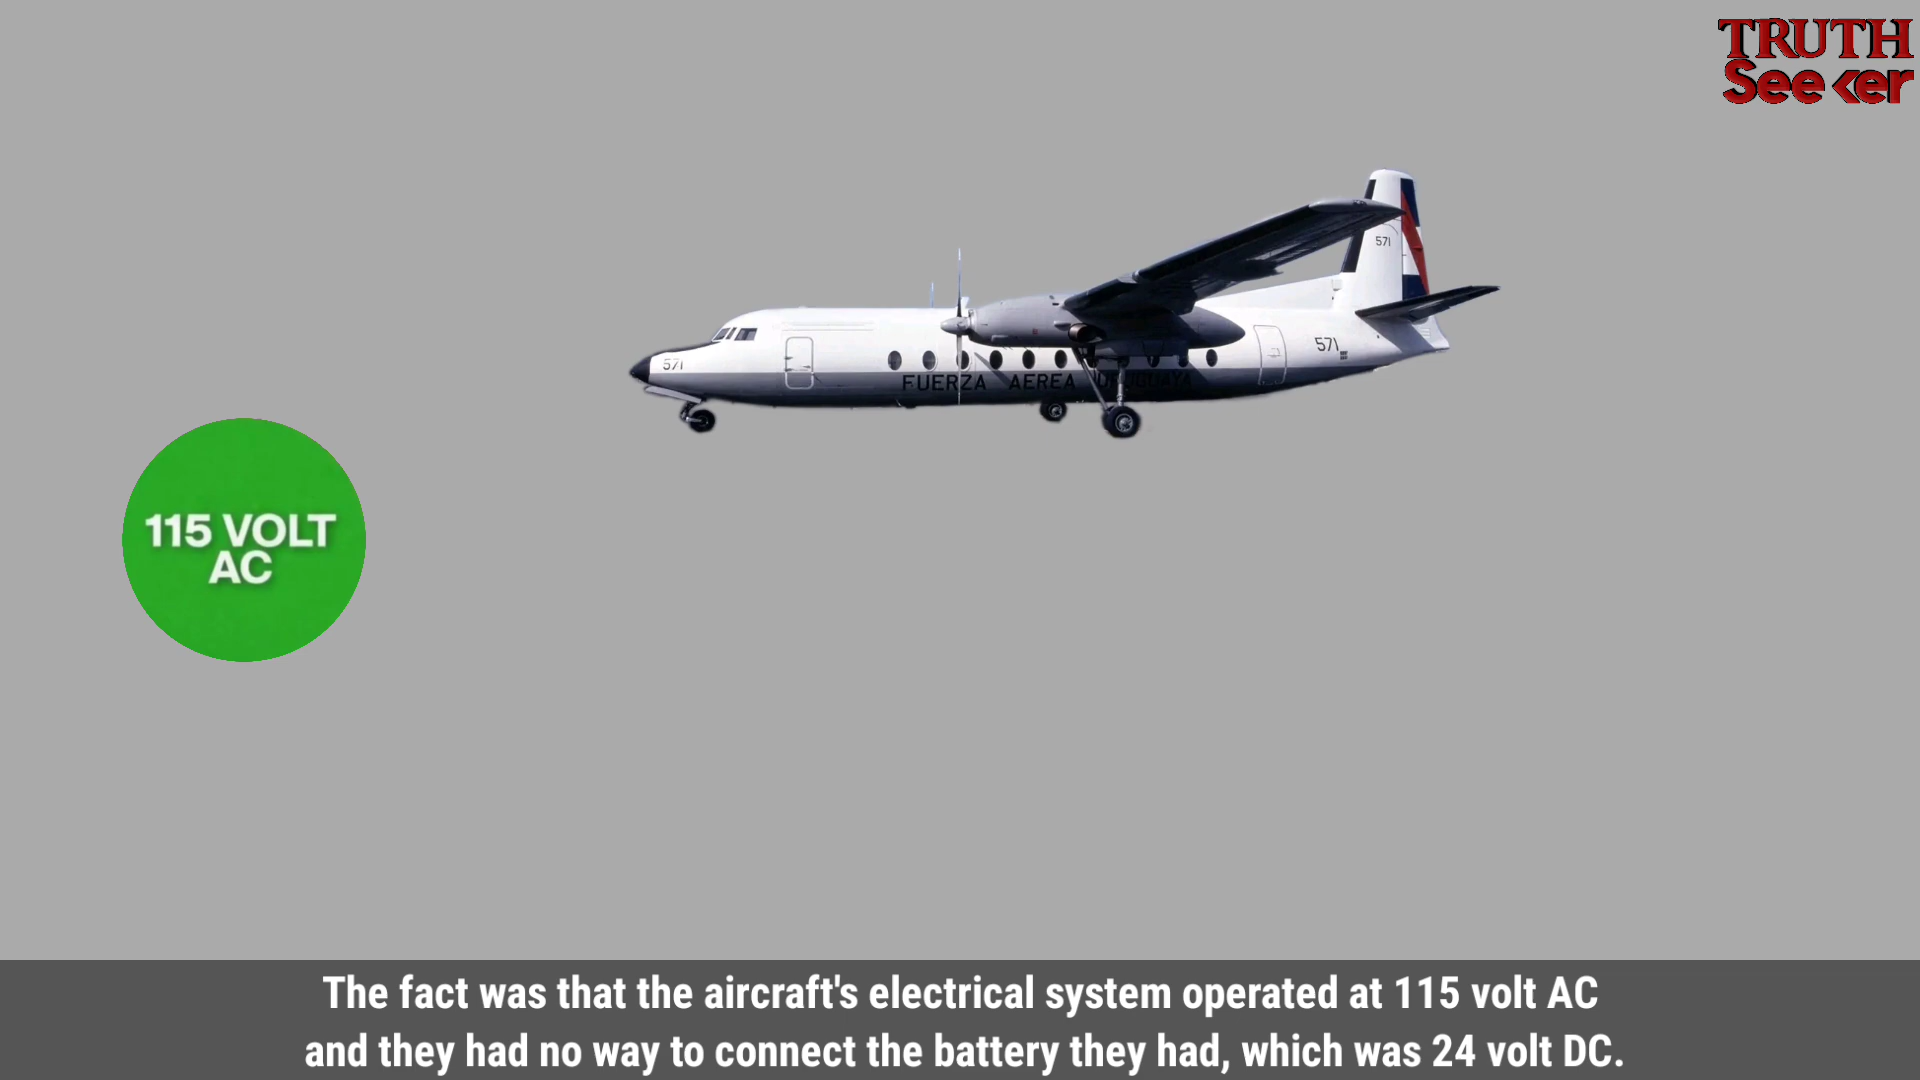 TRUTH
Seeker
571
571
571
FUERZA AEREA URUGUAYA
115 VOLT
AC
The fact was that the aircraft's electrical system operated at 115 volt AC
and they had no way to connect the battery they had, which was 24 volt DC.